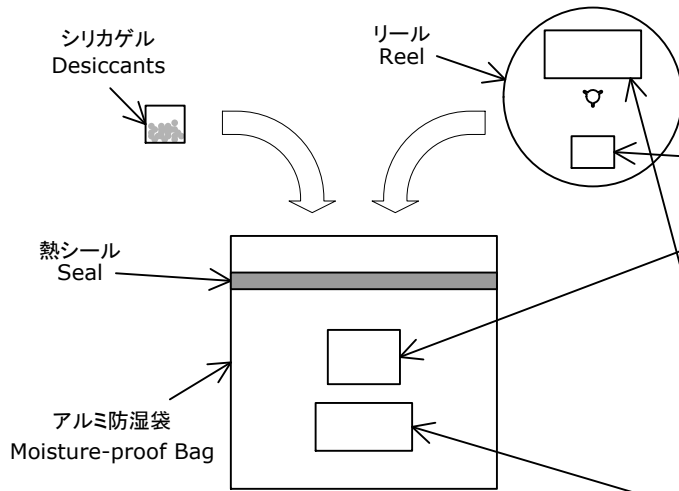 シリカゲル
Desiccants
リール
Reel
熱シール
Seal
アルミ防湿袋
Moisture-proof Bag